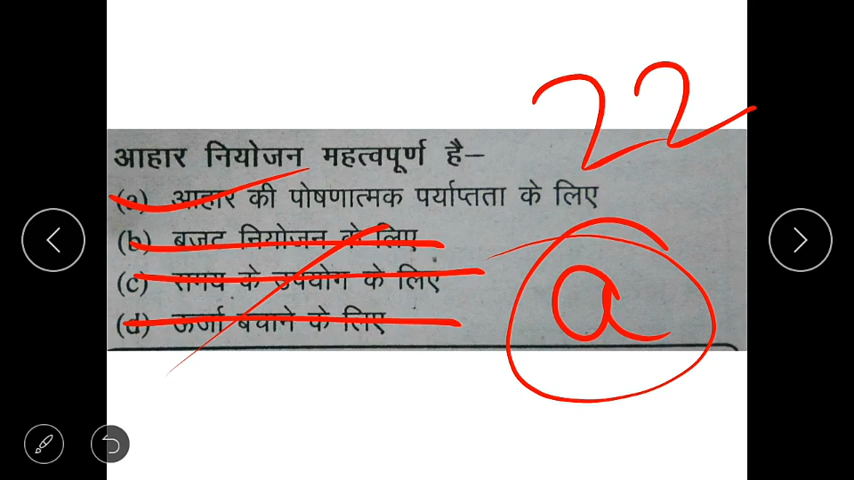 22
आहार नियोजन महत्वपूर्ण है–
(a) आहार की पोषणात्मक पर्याप्तता के लिए
(b) बजट नियोजन के लिए
(c) समय के उपयोग के लिए
(d) ऊर्जा बचाने के लिए
a